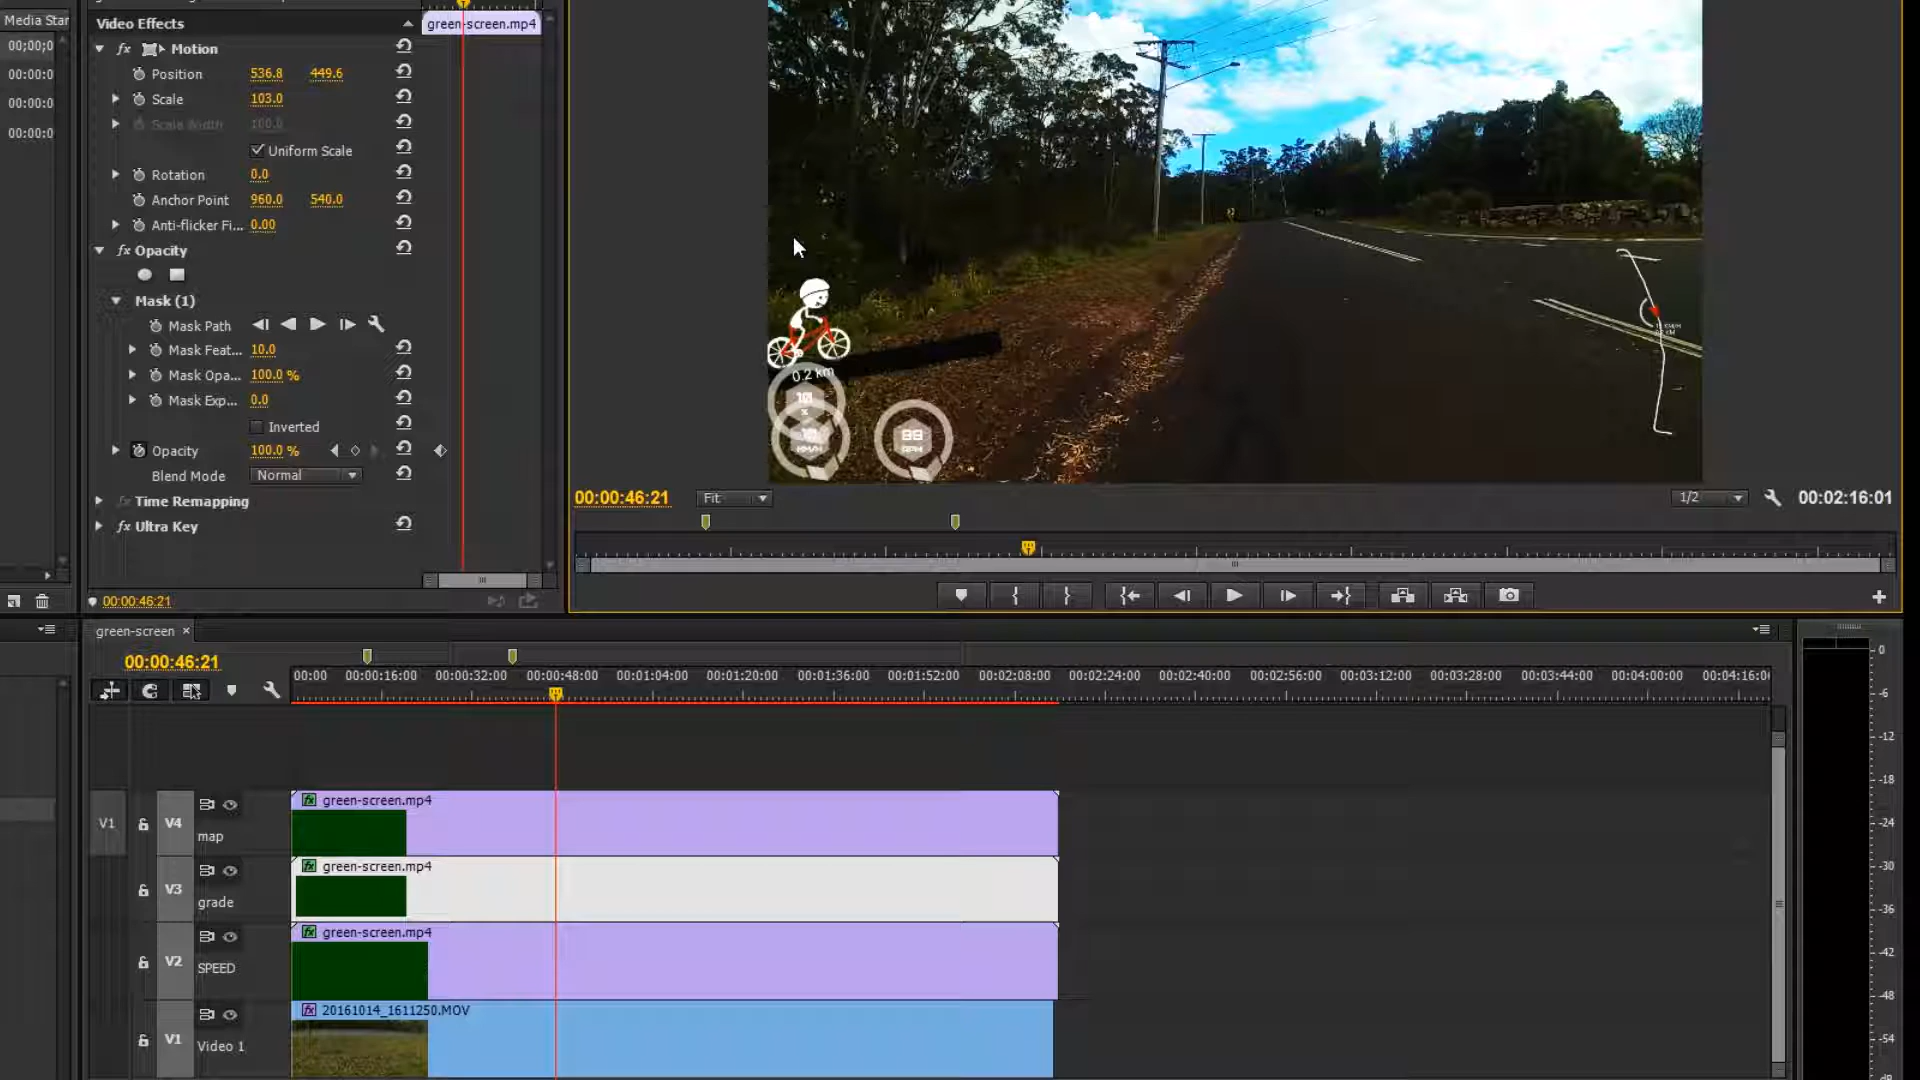 Media Star
00;00;0
00:00:0
00:00:0
00:00:0
Video Effects
green-screen.mp4
fx Motion
Position 536.8 449.6
Scale 103.0
Scale Width 100.0
Uniform Scale
Rotation 0.0
Anchor Point 960.0 540.0
Anti-flicker Fi... 0.00
fx Opacity
Mask (1)
Mask Path
Mask Feat... 10.0
Mask Opa... 100.0 %
Mask Exp... 0.0
Inverted
Opacity 100.0 %
Blend Mode Normal
fx Time Remapping
fx Ultra Key
00:00:46:21
0.2 km
10
%
KM/H
88
RPM
00:00:46:21 Fit 1/2 00:02:16:01
green-screen ×
00:00:46:21
00:00 00:00:16:00 00:00:32:00 00:00:48:00 00:01:04:00 00:01:20:00 00:01:36:00 00:01:52:00 00:02:08:00 00:02:24:00 00:02:40:00 00:02:56:00 00:03:12:00 00:03:28:00 00:03:44:00 00:04:00:00 00:04:16:0
V1 V4 map
fx green-screen.mp4
V3 grade
fx green-screen.mp4
V2 SPEED
fx green-screen.mp4
V1 Video 1
fx 20161014_1611250.MOV
0
-6
-12
-18
-24
-30
-36
-42
-48
-54
dB